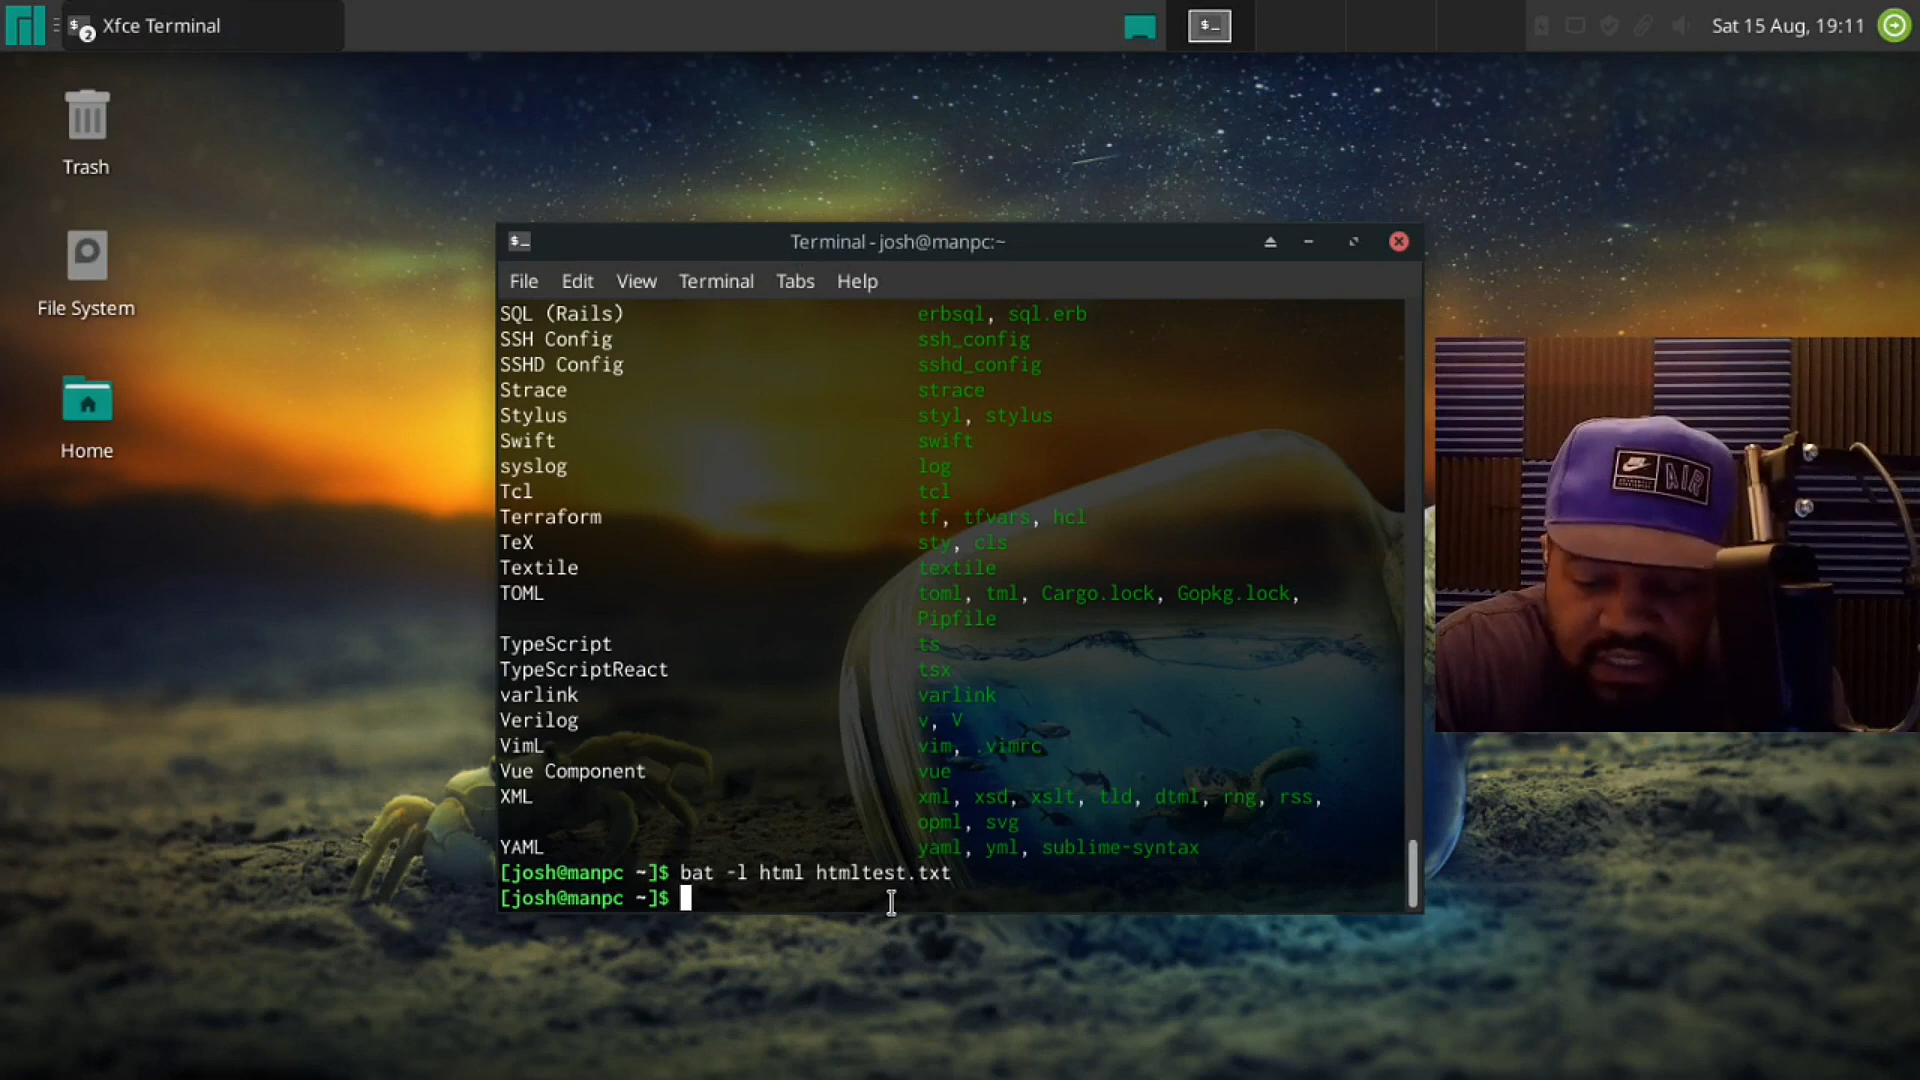 Xfce Terminal
2
Sat 15 Aug, 19:11
Trash
File System
Home
Terminal - josh@manpc:~
File Edit View Terminal Tabs Help
SQL (Rails) erbsql, sql.erb
SSH Config ssh_config
SSHD Config sshd_config
Strace strace
Stylus styl, stylus
Swift swift
syslog log
Tcl tcl
Terraform tf, tfvars, hcl
TeX sty, cls
Textile textile
TOML toml, tml, Cargo.lock, Gopkg.lock,
Pipfile
TypeScript ts
TypeScriptReact tsx
varlink varlink
Verilog v, V
VimL vim, .vimrc
Vue Component vue
XML xml, xsd, xslt, tld, dtml, rng, rss,
opml, svg
YAML yaml, yml, sublime-syntax
[josh@manpc ~]$ bat -l html htmltest.txt
[josh@manpc ~]$
AIR